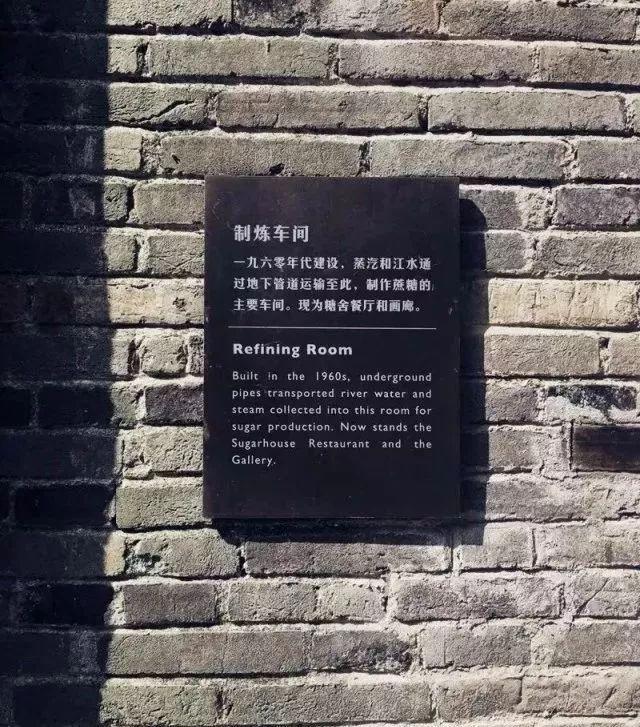 制炼车间
一九六零年代建设，蒸汽和江水通
过地下管道运输至此，制作蔗糖的
主要车间。现为糖舍餐厅和画廊。
Refining Room
Built in the 1960s, underground
pipes transported river water and
steam collected into this room for
sugar production. Now stands the
Sugarhouse Restaurant and the
Gallery.